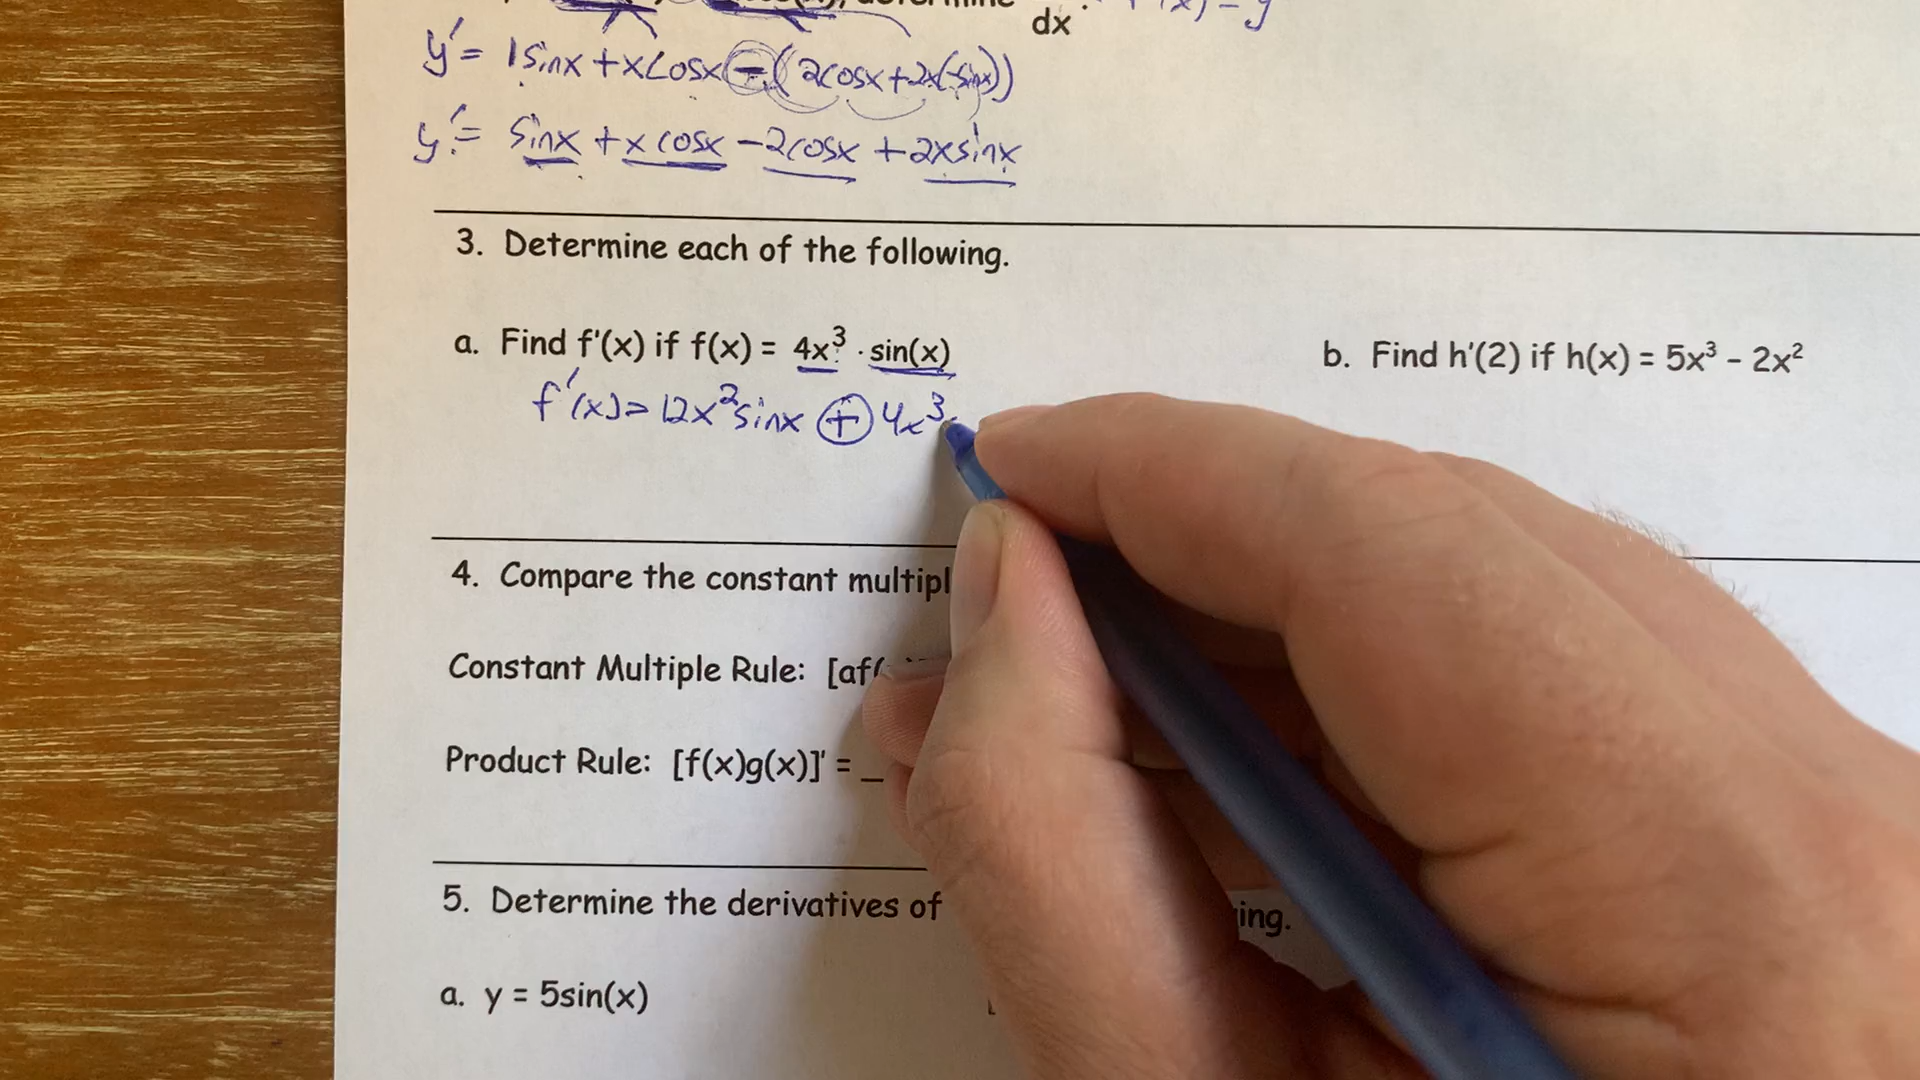 dx
y' = 1sinx + xcosx - (2cosx + 2x(-sinx))
y' = sinx + x cosx - 2cosx + 2xsinx
3. Determine each of the following.
a. Find f'(x) if f(x) = 4x³ · sin(x)
b. Find h'(2) if h(x) = 5x³ - 2x²
f'(x) = 12x²sinx + 4x³
4. Compare the constant multipl
Constant Multiple Rule: [af(
Product Rule: [f(x)g(x)]' = _
5. Determine the derivatives of ing.
a. y = 5sin(x)